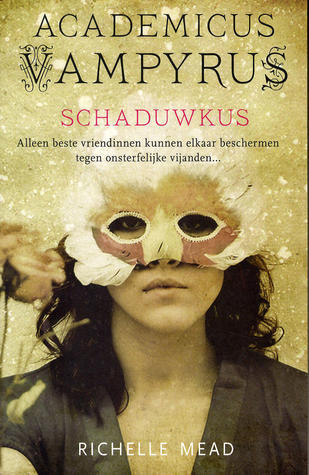 ACADEMICUS
VAMPYRUS
SCHADUWKUS
Alleen beste vriendinnen kunnen elkaar beschermen
tegen onsterfelijke vijanden...
RICHELLE MEAD